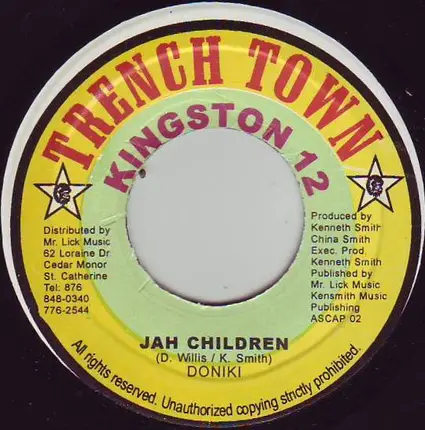 TRENCH TOWN
KINGSTON 12
Distributed by
Mr. Lick Music
62 Loraine Dr
Cedar Monor
St. Catherine
Tel: 876
848-0340
776-2544
Produced by
Kenneth Smith
China Smith
Exec. Prod.
Kenneth Smith
Published by
Mr. Lick Music
Kensmith Music
Publishing
ASCAP 02
JAH CHILDREN
(D. Willis / K. Smith)
DONIKI
All rights reserved. Unauthorized copying strictly prohibited.